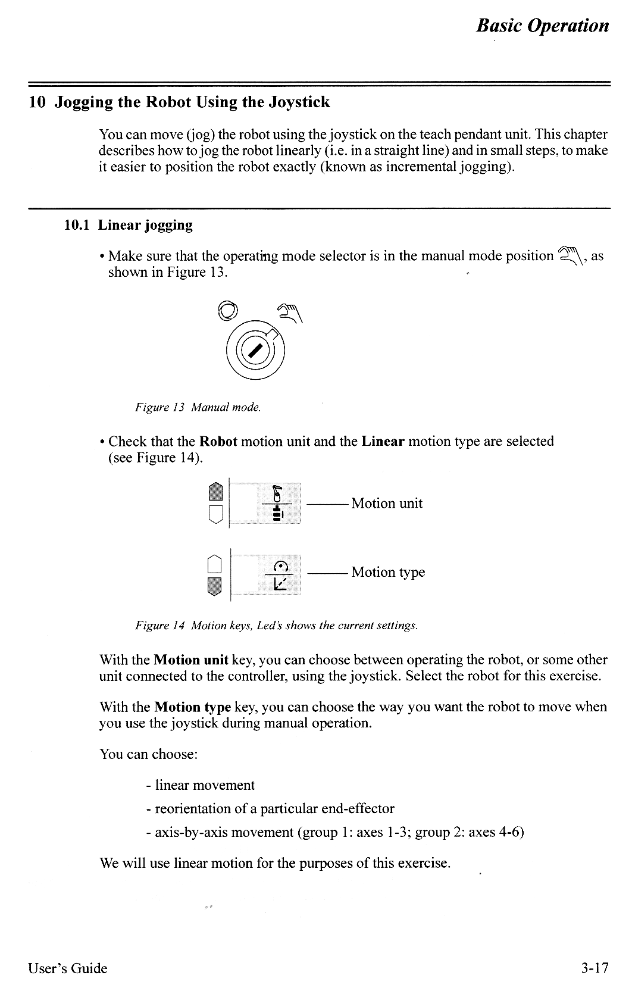 Basic Operation
10 Jogging the Robot Using the Joystick
You can move (jog) the robot using the joystick on the teach pendant unit. This chapter
describes how to jog the robot linearly (i.e. in a straight line) and in small steps, to make
it easier to position the robot exactly (known as incremental jogging).
10.1 Linear jogging
• Make sure that the operating mode selector is in the manual mode position , as
shown in Figure 13.
Figure 13 Manual mode.
• Check that the Robot motion unit and the Linear motion type are selected
(see Figure 14).
Motion unit
Motion type
Figure 14 Motion keys, Led's shows the current settings.
With the Motion unit key, you can choose between operating the robot, or some other
unit connected to the controller, using the joystick. Select the robot for this exercise.
With the Motion type key, you can choose the way you want the robot to move when
you use the joystick during manual operation.
You can choose:
- linear movement
- reorientation of a particular end-effector
- axis-by-axis movement (group 1: axes 1-3; group 2: axes 4-6)
We will use linear motion for the purposes of this exercise.
User's Guide
3-17